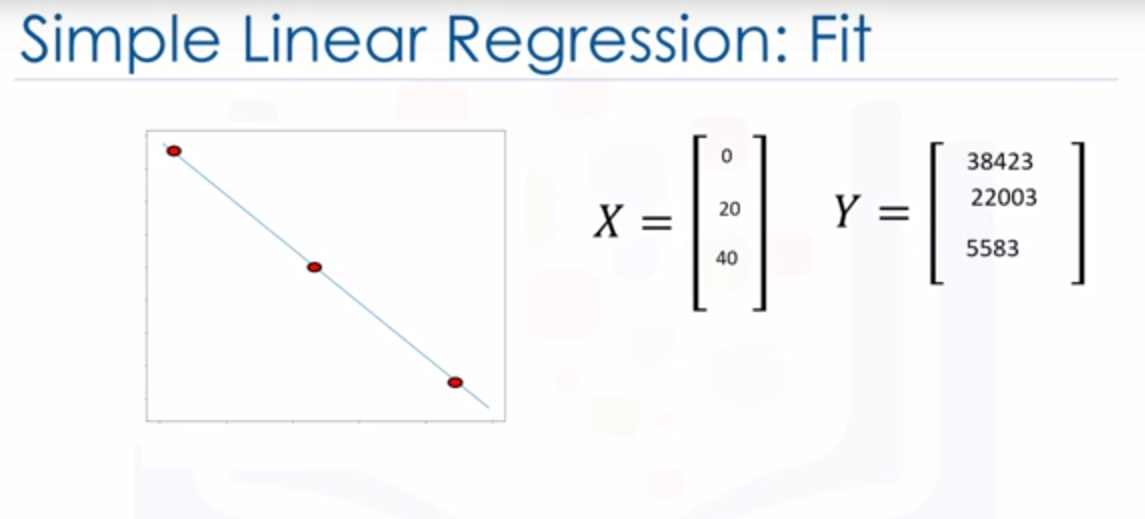 Simple Linear Regression: Fit
X =
0
20
40
Y =
38423
22003
5583